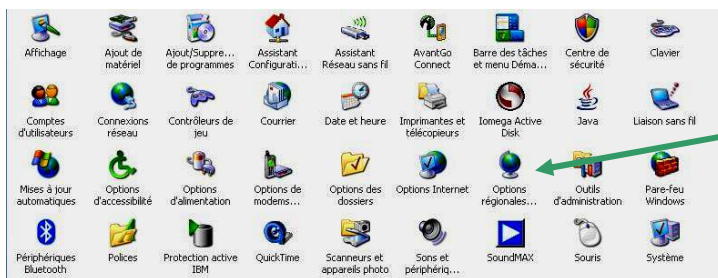 Affichage
Ajout de
matériel
Ajout/Suppre...
de programmes
Assistant
Configurati...
Assistant
Réseau sans fil
AvantGo
Connect
Barre des tâches
et menu Déma...
Centre de
sécurité
Clavier
Comptes
d'utilisateurs
Connexions
réseau
Contrôleurs de
jeu
Courrier
Date et heure
Imprimantes et
télécopieurs
Iomega Active
Disk
Java
Liaison sans fil
Mises à jour
automatiques
Options
d'accessibilité
Options
d'alimentation
Options de
modems...
Options des
dossiers
Options Internet
Options
régionales...
Outils
d'administration
Pare-feu
Windows
Périphériques
Bluetooth
Polices
Protection active
IBM
QuickTime
Scanneurs et
appareils photo
Sons et
périphériq...
SoundMAX
Souris
Système